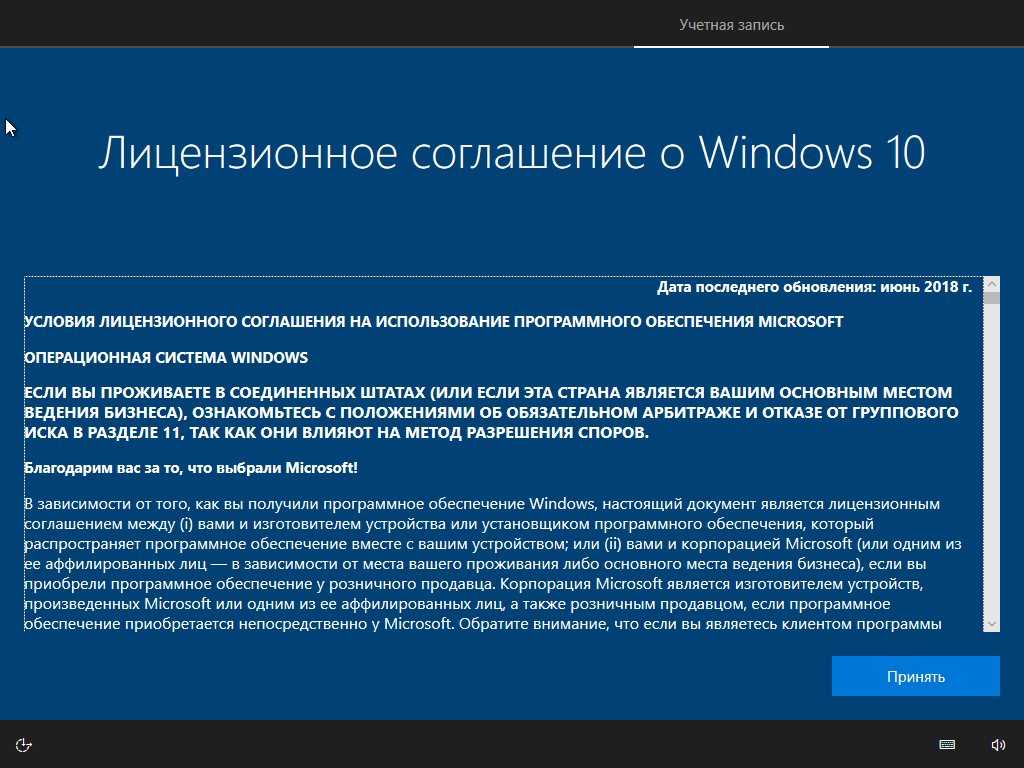 Учетная запись
Лицензионное соглашение о Windows 10
Дата последнего обновления: июнь 2018 г.
УСЛОВИЯ ЛИЦЕНЗИОННОГО СОГЛАШЕНИЯ НА ИСПОЛЬЗОВАНИЕ ПРОГРАММНОГО ОБЕСПЕЧЕНИЯ MICROSOFT
ОПЕРАЦИОННАЯ СИСТЕМА WINDOWS
ЕСЛИ ВЫ ПРОЖИВАЕТЕ В СОЕДИНЕННЫХ ШТАТАХ (ИЛИ ЕСЛИ ЭТА СТРАНА ЯВЛЯЕТСЯ ВАШИМ ОСНОВНЫМ МЕСТОМ
ВЕДЕНИЯ БИЗНЕСА), ОЗНАКОМЬТЕСЬ С ПОЛОЖЕНИЯМИ ОБ ОБЯЗАТЕЛЬНОМ АРБИТРАЖЕ И ОТКАЗЕ ОТ ГРУППОВОГО
ИСКА В РАЗДЕЛЕ 11, ТАК КАК ОНИ ВЛИЯЮТ НА МЕТОД РАЗРЕШЕНИЯ СПОРОВ.
Благодарим вас за то, что выбрали Microsoft!
В зависимости от того, как вы получили программное обеспечение Windows, настоящий документ является лицензионным
соглашением между (i) вами и изготовителем устройства или установщиком программного обеспечения, который
распространяет программное обеспечение вместе с вашим устройством; или (ii) вами и корпорацией Microsoft (или одним из
ее аффилированных лиц — в зависимости от места вашего проживания либо основного места ведения бизнеса), если вы
приобрели программное обеспечение у розничного продавца. Корпорация Microsoft является изготовителем устройств,
произведенных Microsoft или одним из ее аффилированных лиц, а также розничным продавцом, если программное
обеспечение приобретается непосредственно у Microsoft. Обратите внимание, что если вы являетесь клиентом программы
Принять